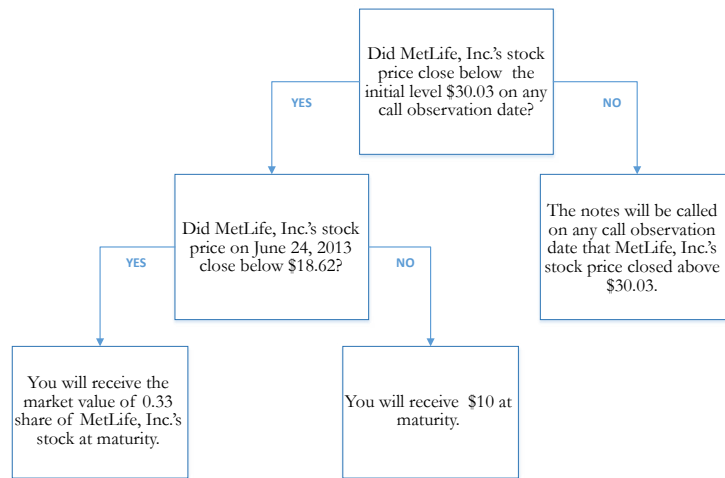 Did MetLife, Inc.'s stock
price close below the
initial level $30.03 on any
call observation date?
YES
NO
Did MetLife, Inc.'s stock
price on June 24, 2013
close below $18.62?
The notes will be called
on any call observation
date that MetLife, Inc.'s
stock price closed above
$30.03.
YES
NO
You will receive the
market value of 0.33
share of MetLife, Inc.'s
stock at maturity.
You will receive $10 at
maturity.